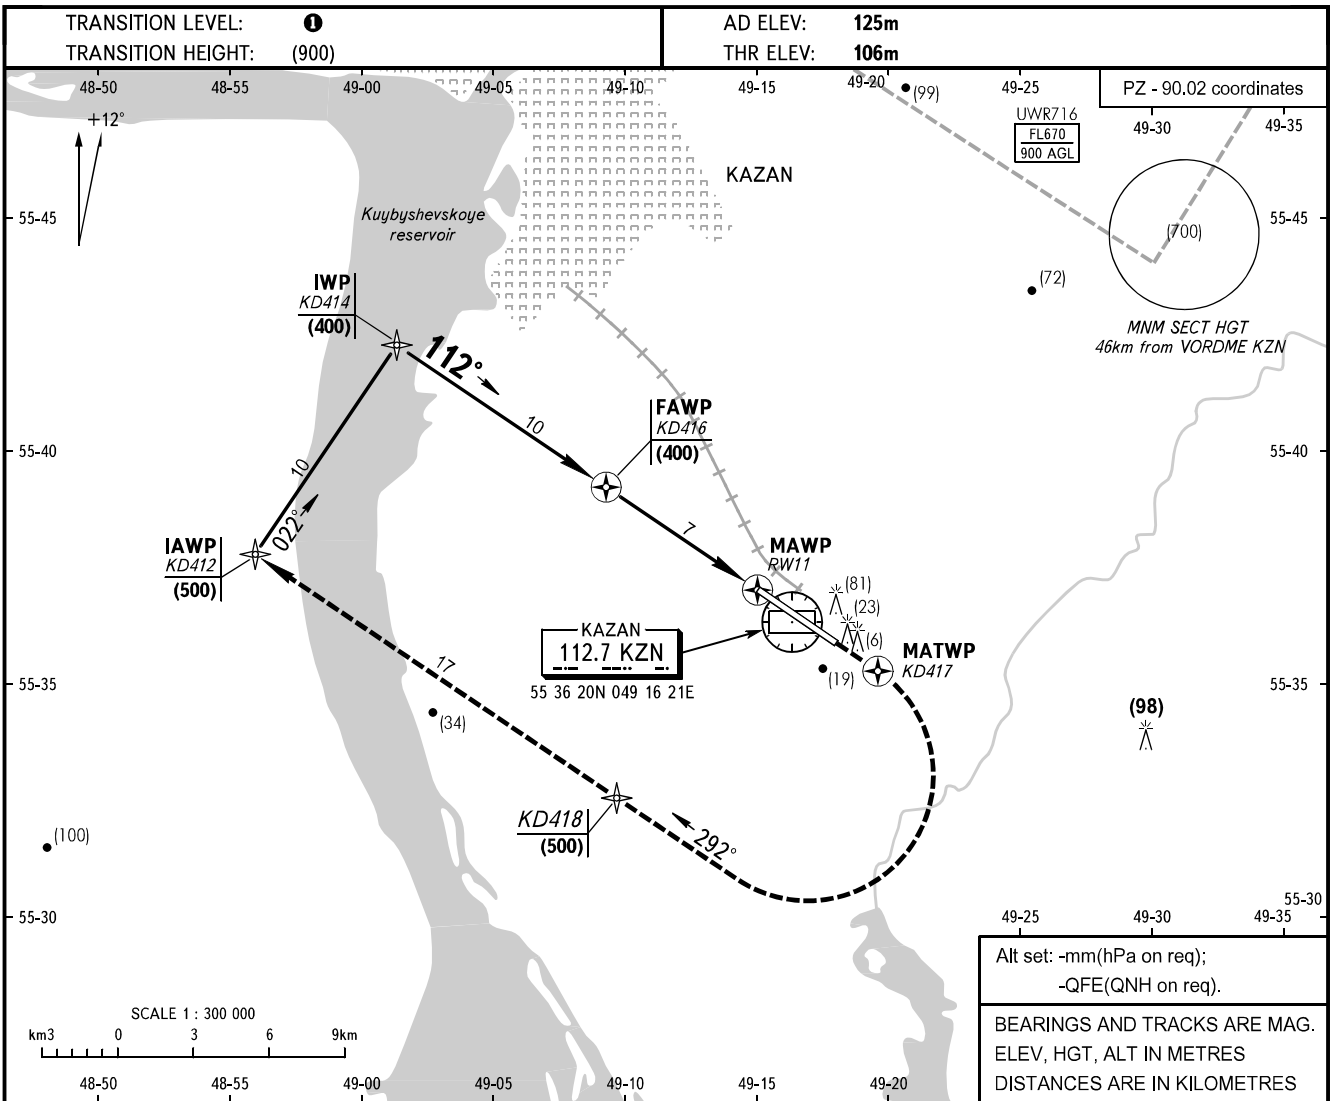 TRANSITION LEVEL: ❶
TRANSITION HEIGHT: (900)
AD ELEV: 125m
THR ELEV: 106m
48-50 48-55 49-00 49-05 49-10 49-15 49-20 49-25
PZ - 90.02 coordinates
49-30 49-35
(99)
UWR716
FL670
900 AGL
+12°
KAZAN
Kuybyshevskoye
reservoir
55-45
55-45
(700)
(72)
MNM SECT HGT
46km from VORDME KZN
IWP
KD414
(400)
112°
10
FAWP
KD416
(400)
55-40
55-40
10
022°
7
IAWP
KD412
(500)
MAWP
RW11
(81)
(23)
(6)
KAZAN
112.7 KZN
55 36 20N 049 16 21E
MATWP
KD417
(19)
55-35
55-35
17
(34)
(98)
KD418
(500)
292°
(100)
55-30
55-30
49-25 49-30 49-35
Alt set: -mm(hPa on req);
-QFE(QNH on req).
BEARINGS AND TRACKS ARE MAG.
ELEV, HGT, ALT IN METRES
DISTANCES ARE IN KILOMETRES
SCALE 1 : 300 000
km3 0 3 6 9km
48-50 48-55 49-00 49-05 49-10 49-15 49-20